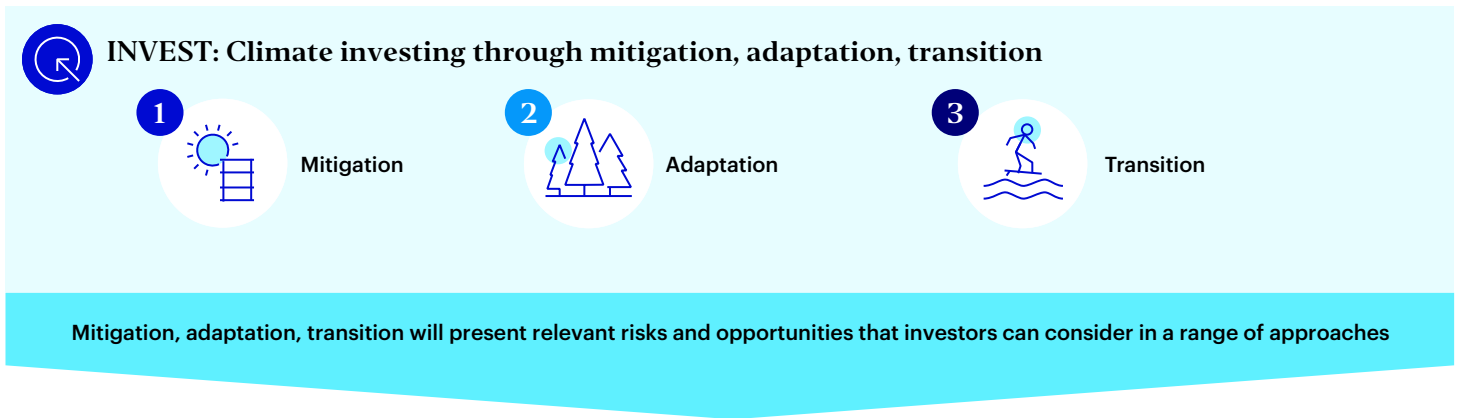 INVEST: Climate investing through mitigation, adaptation, transition
1
Mitigation
2
Adaptation
3
Transition
Mitigation, adaptation, transition will present relevant risks and opportunities that investors can consider in a range of approaches